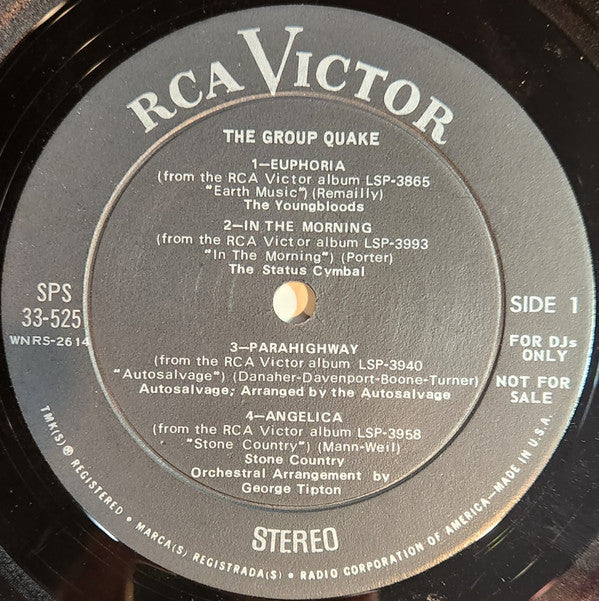 RCA VICTOR
THE GROUP QUAKE
1—EUPHORIA
(from the RCA Victor album LSP-3865
"Earth Music") (Remailly)
The Youngbloods
2—IN THE MORNING
(from the RCA Victor album LSP-3993
"In The Morning") (Porter)
The Status Cymbal
SPS
33-525
WNRS-2614
SIDE 1
FOR DJs
ONLY
NOT FOR
SALE
3—PARAHIGHWAY
(from the RCA Victor album LSP-3940
"Autosalvage") (Danaher-Davenport-Boone-Turner)
Autosalvage; Arranged by the Autosalvage
4—ANGELICA
(from the RCA Victor album LSP-3958
"Stone Country") (Mann-Weil)
Stone Country
Orchestral Arrangement by
George Tipton
STEREO
TMK(S) ® REGISTERED • MARCA(S) REGISTRADA(S) • RADIO CORPORATION OF AMERICA—MADE IN U.S.A.